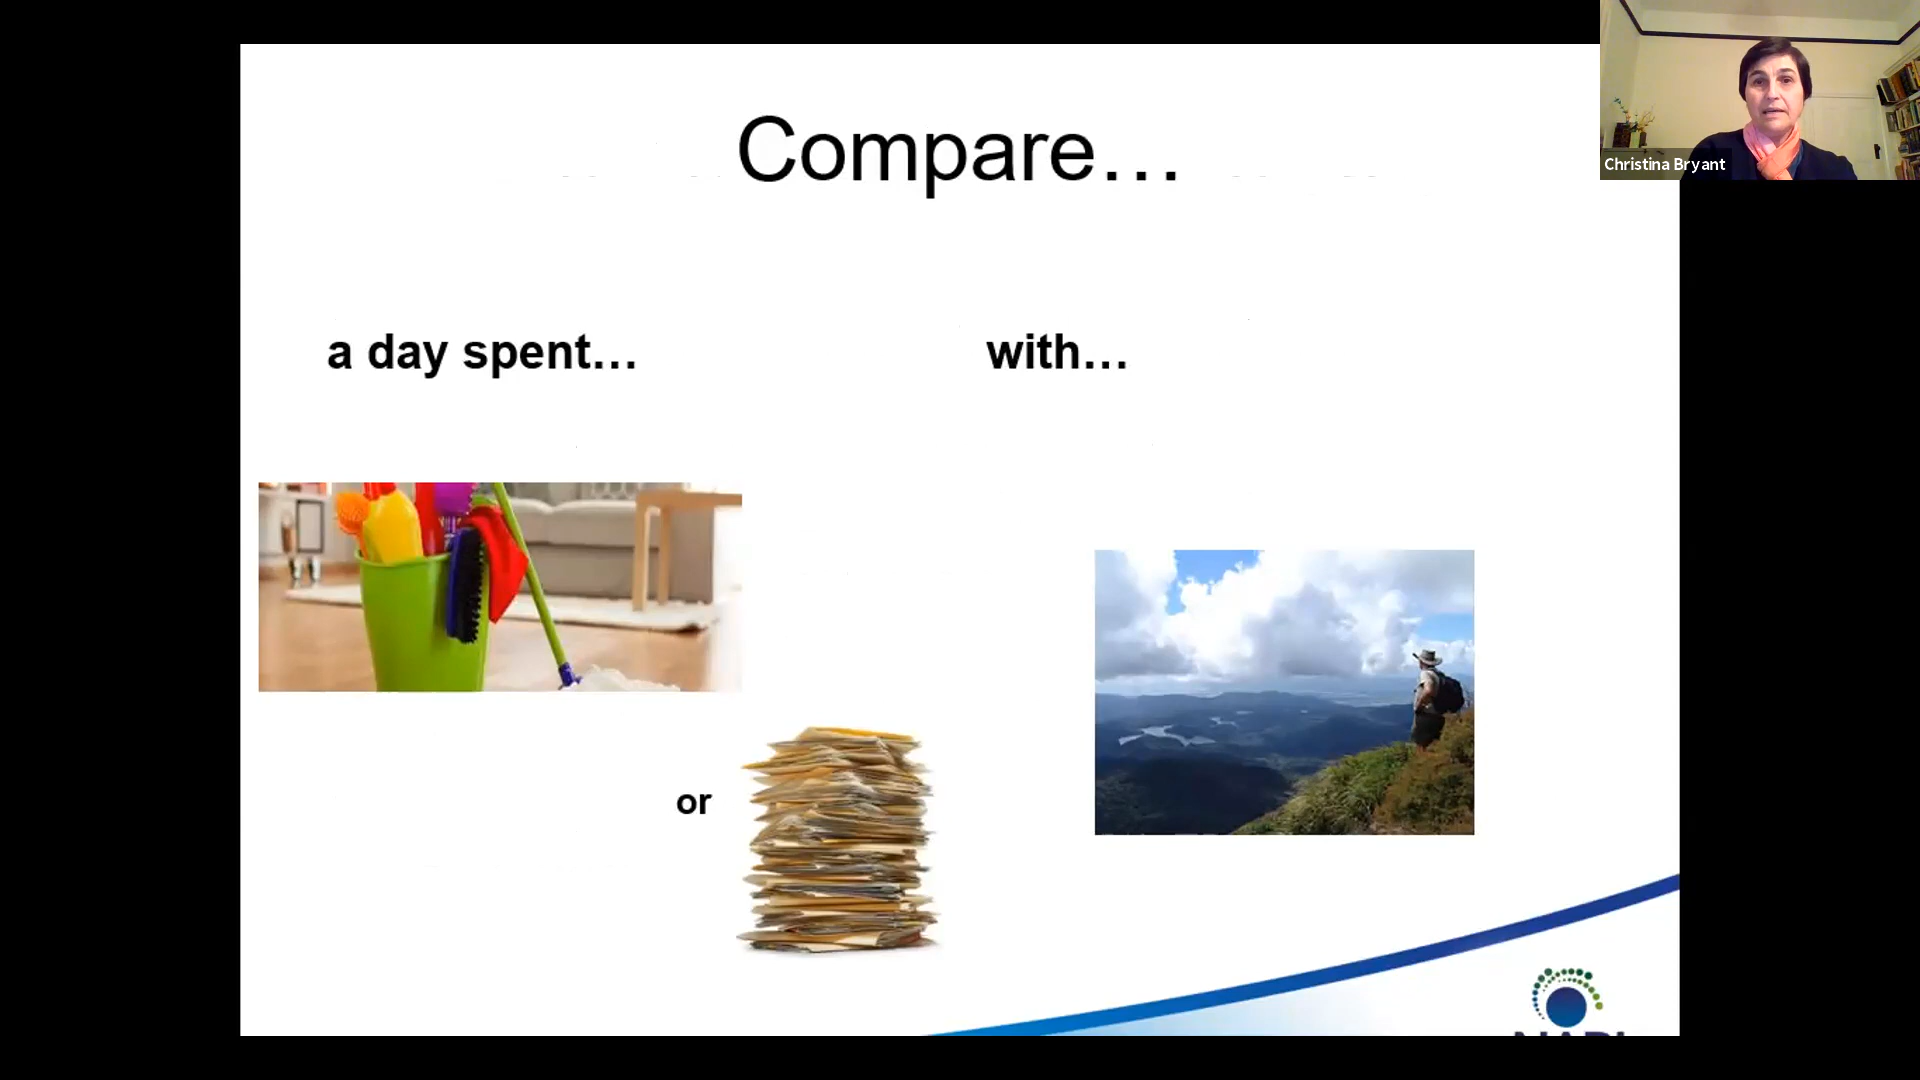 Compare...
Christina Bryant
a day spent...
with...
or